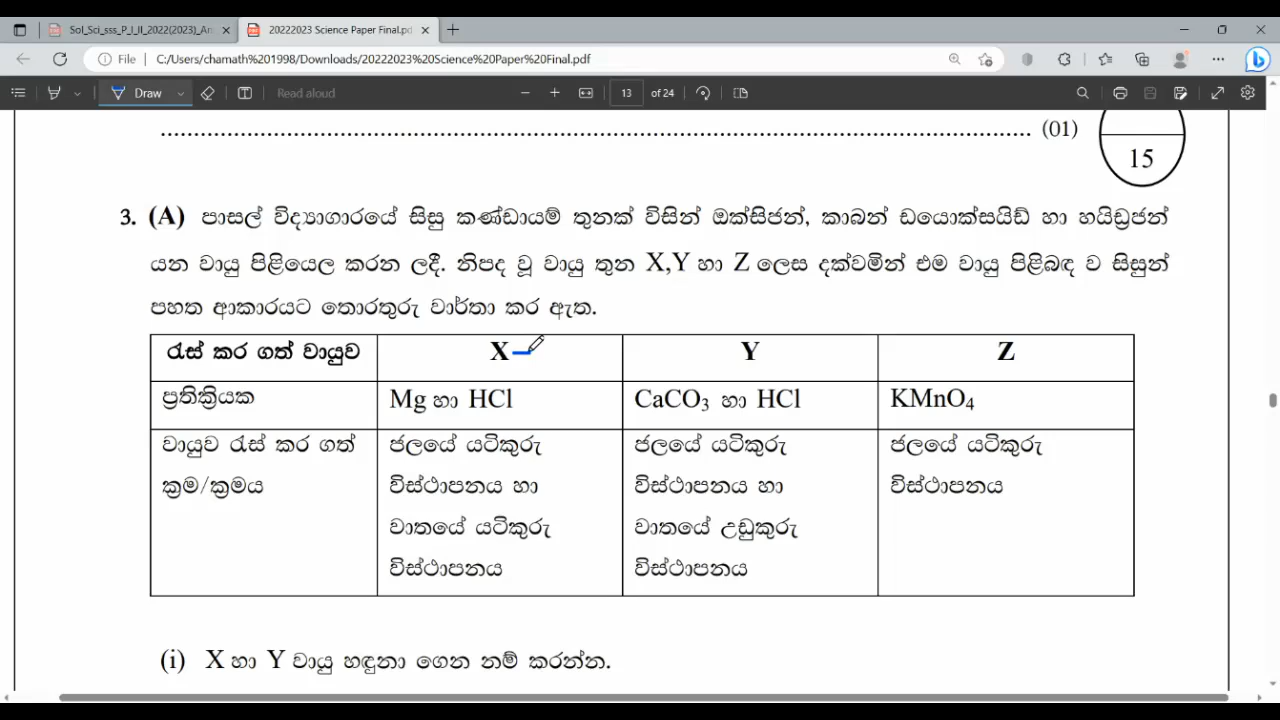 Sol_Sci_sss_P_I_II_2022(2023)_An
20222023 Science Paper Final.pd
File
C:/Users/chamath%201998/Downloads/20222023%20Science%20Paper%20Final.pdf
Draw
Read aloud
13 of 24
(01)
15
3. (A) පාසල් විද්‍යාගාරයේ සිසු කණ්ඩායම් තුනක් විසින් ඔක්සිජන්, කාබන් ඩයොක්සයිඩ් හා හයිඩ්‍රජන්
යන වායු පිළියෙල කරන ලදී. නිපද වූ වායු තුන X,Y හා Z ලෙස දක්වමින් එම වායු පිළිබඳ ව සිසුන්
පහත ආකාරයට තොරතුරු වාර්තා කර ඇත.
රැස් කර ගත් වායුව X Y Z
ප්‍රතික්‍රියක Mg හා HCl CaCO₃ හා HCl KMnO₄
වායුව රැස් කර ගත් ජලයේ යටිකුරු ජලයේ යටිකුරු ජලයේ යටිකුරු
ක්‍රම/ක්‍රමය විස්ථාපනය හා විස්ථාපනය හා විස්ථාපනය
වාතයේ යටිකුරු වාතයේ උඩුකුරු
විස්ථාපනය විස්ථාපනය
(i) X හා Y වායු හඳුනා ගෙන නම් කරන්න.